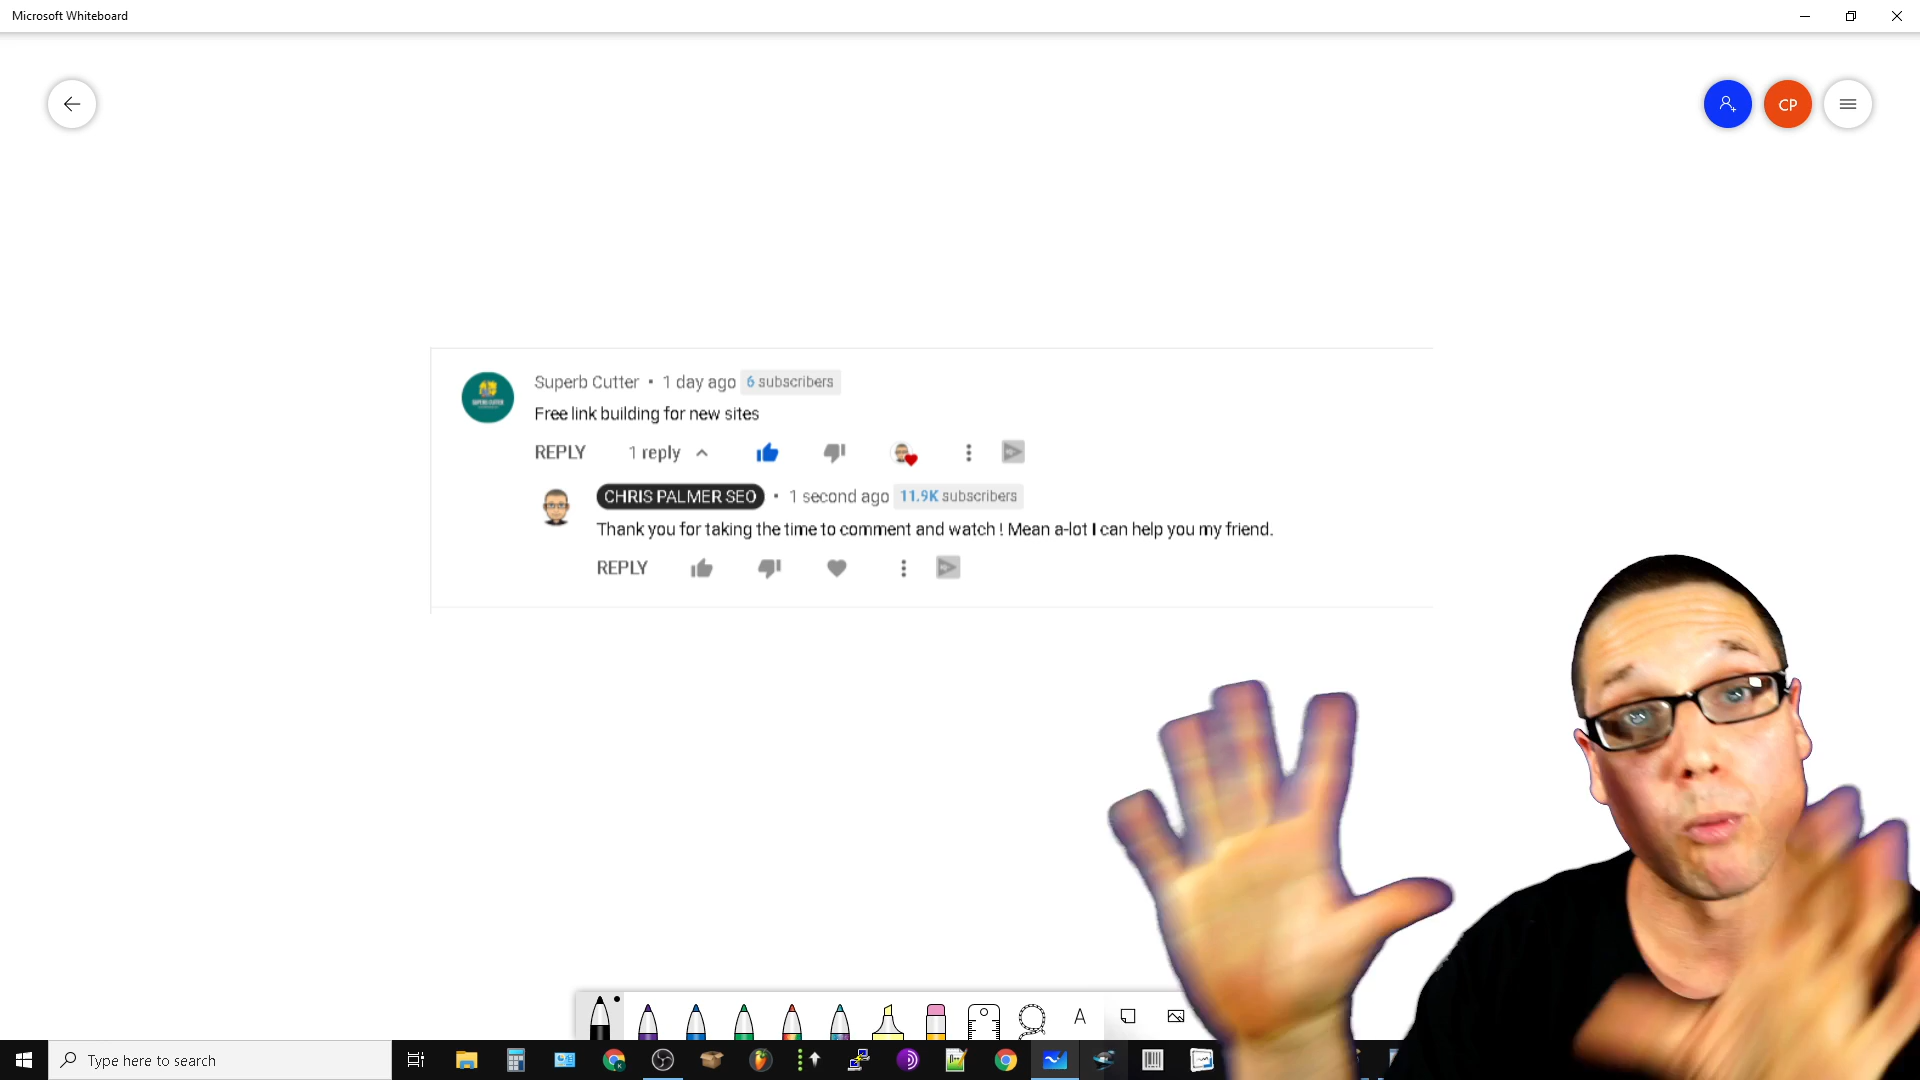 Microsoft Whiteboard
CP
Superb Cutter • 1 day ago 6 subscribers
Free link building for new sites
REPLY 1 reply
CHRIS PALMER SEO • 1 second ago 11.9K subscribers
Thank you for taking the time to comment and watch ! Mean a-lot I can help you my friend.
REPLY
A
Type here to search